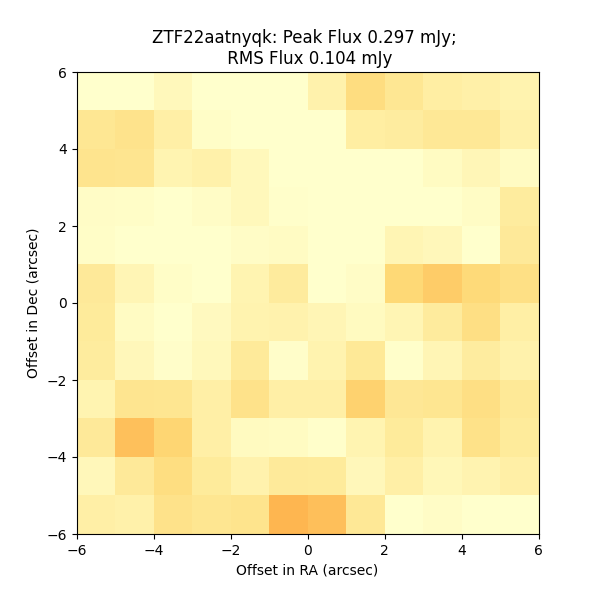 ZTF22aatnyqk: Peak Flux 0.297 mJy;
RMS Flux 0.104 mJy
6
4
2
0
−2
−4
−6
Offset in Dec (arcsec)
−6 −4 −2 0 2 4 6
Offset in RA (arcsec)